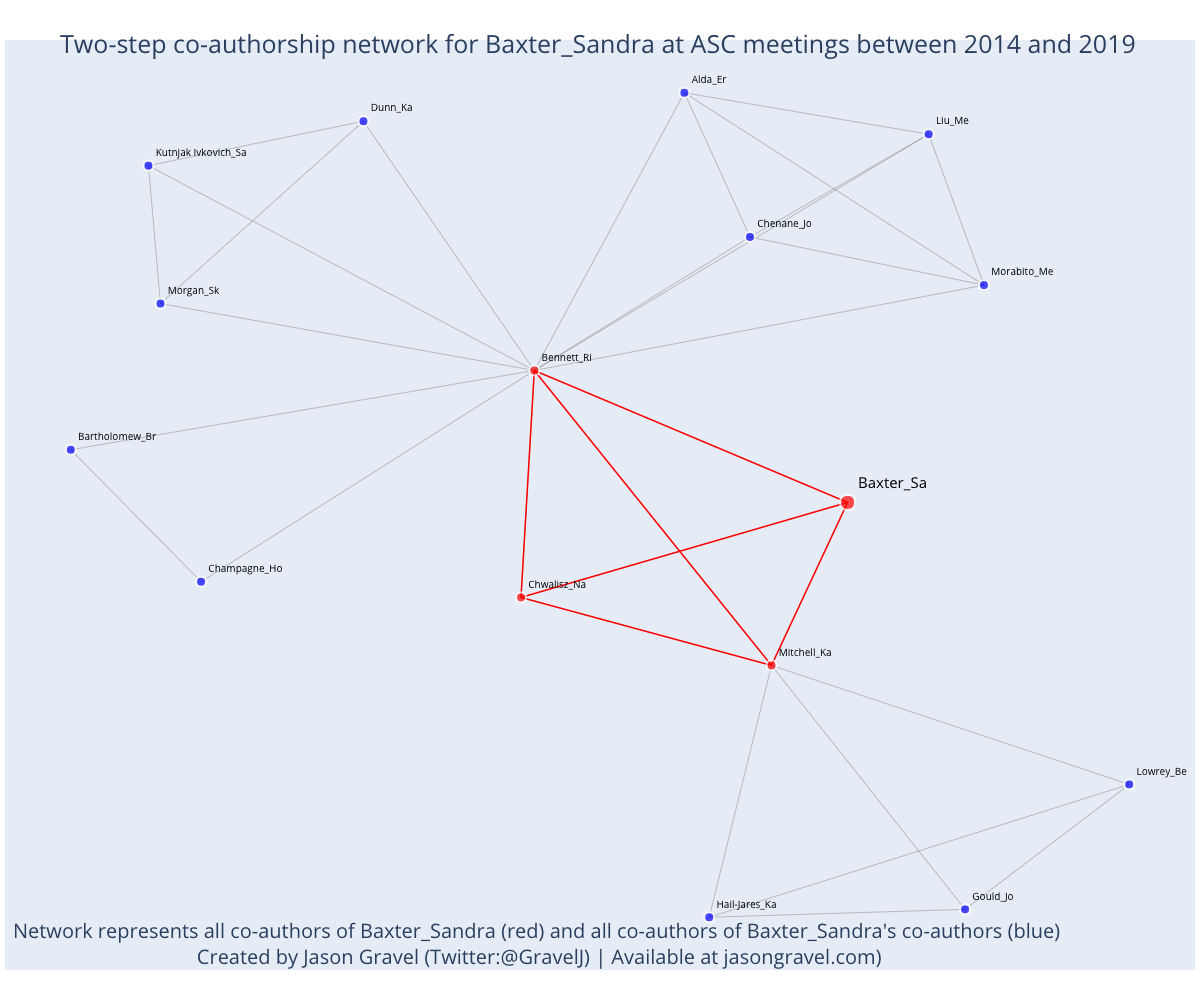 Two-step co-authorship network for Baxter_Sandra at ASC meetings between 2014 and 2019
Alda_Er
Dunn_Ka
Liu_Me
Kutnjak Ivkovich_Sa
Chenane_Jo
Morabito_Me
Morgan_Sk
Bennett_Ri
Bartholomew_Br
Baxter_Sa
Champagne_Ho
Chwalisz_Na
Mitchell_Ka
Lowrey_Be
Gould_Jo
Hail-Jares_Ka
Network represents all co-authors of Baxter_Sandra (red) and all co-authors of Baxter_Sandra's co-authors (blue)
Created by Jason Gravel (Twitter:@GravelJ) | Available at jasongravel.com)